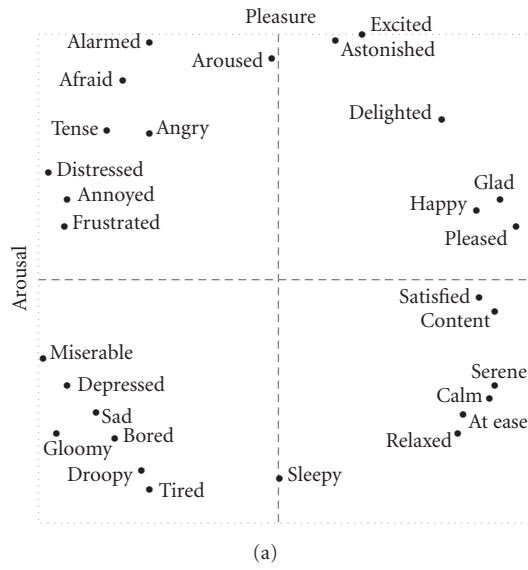 Pleasure
Excited
Alarmed
Astonished
Aroused
Afraid
Delighted
Tense
Angry
Distressed
Annoyed
Glad
Happy
Frustrated
Pleased
Arousal
Satisfied
Content
Miserable
Serene
Depressed
Calm
Sad
At ease
Bored
Relaxed
Gloomy
Droopy
Sleepy
Tired
(a)